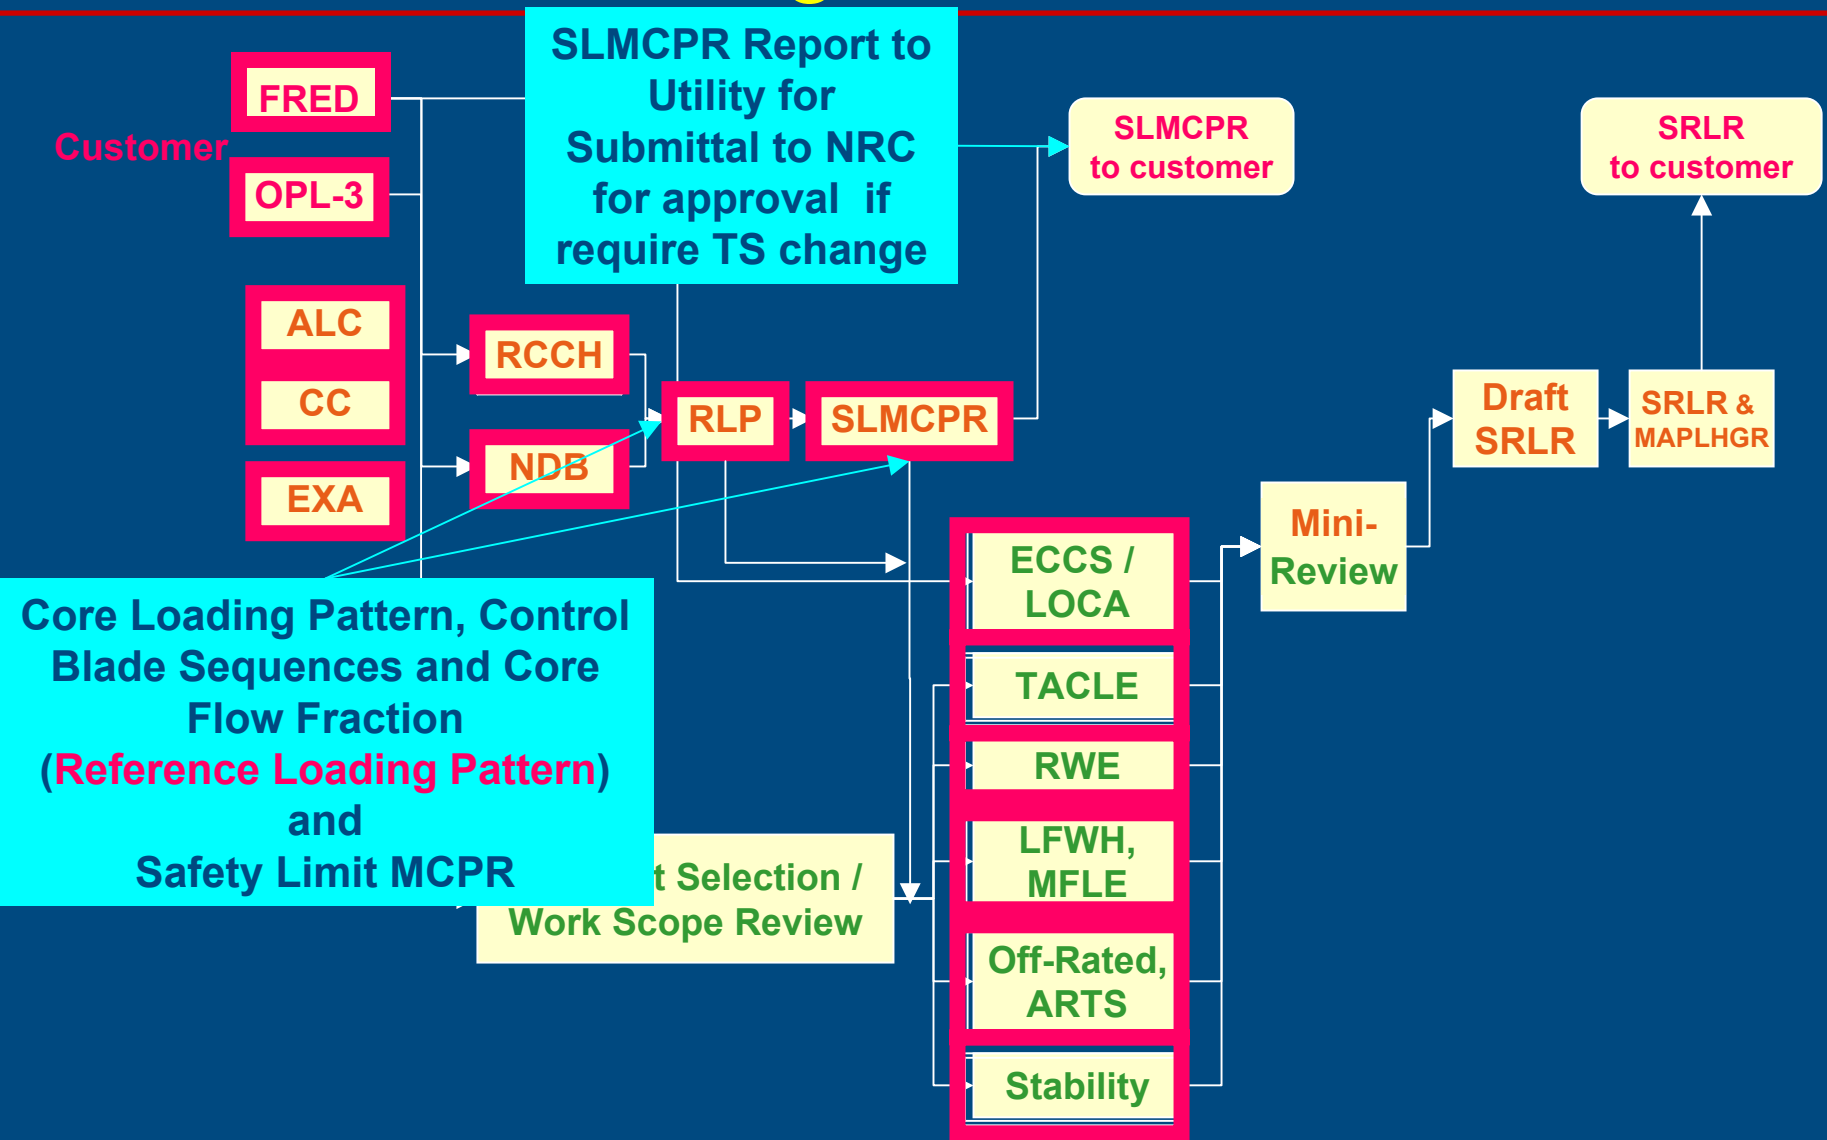 SLMCPR Report to
Utility for
Submittal to NRC
for approval if
require TS change
FRED
Customer
OPL-3
SLMCPR
to customer
SRLR
to customer
ALC
CC
EXA
RCCH
NDB
RLP
SLMCPR
Draft
SRLR
SRLR &
MAPLHGR
Mini-
Review
ECCS /
LOCA
TACLE
RWE
LFWH,
MFLE
Off-Rated,
ARTS
Stability
Core Loading Pattern, Control
Blade Sequences and Core
Flow Fraction
(Reference Loading Pattern)
and
Safety Limit MCPR
Selection /
Work Scope Review